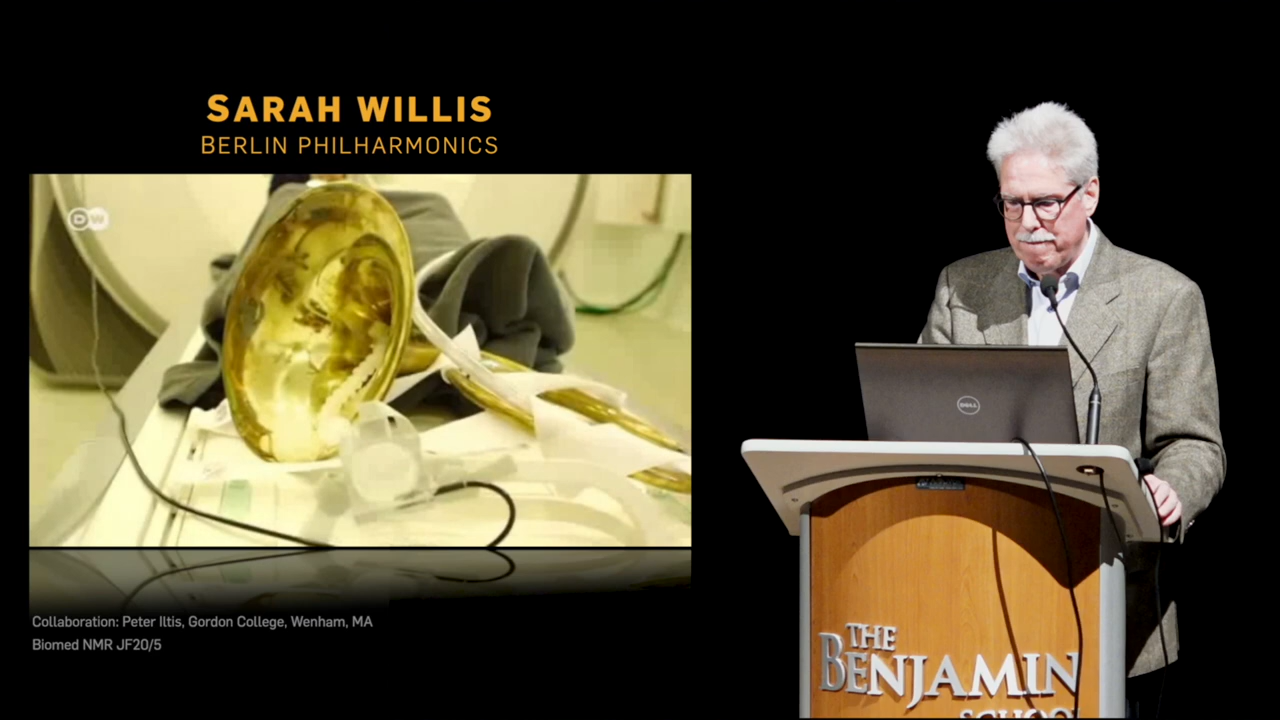 SARAH WILLIS
BERLIN PHILHARMONICS
DW
Collaboration: Peter Iltis, Gordon College, Wenham, MA
Biomed NMR JF20/5
DELL
THE
BENJAMIN
SCHOOL